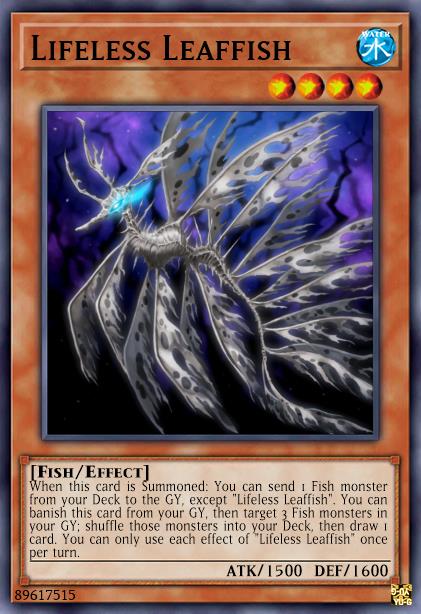 Lifeless Leaffish
WATER
水
[Fish/Effect]
When this card is Summoned: You can send 1 Fish monster
from your Deck to the GY, except "Lifeless Leaffish". You can
banish this card from your GY, then target 3 Fish monsters in
your GY; shuffle those monsters into your Deck, then draw 1
card. You can only use each effect of "Lifeless Leaffish" once
per turn.
ATK/1500 DEF/1600
89617515